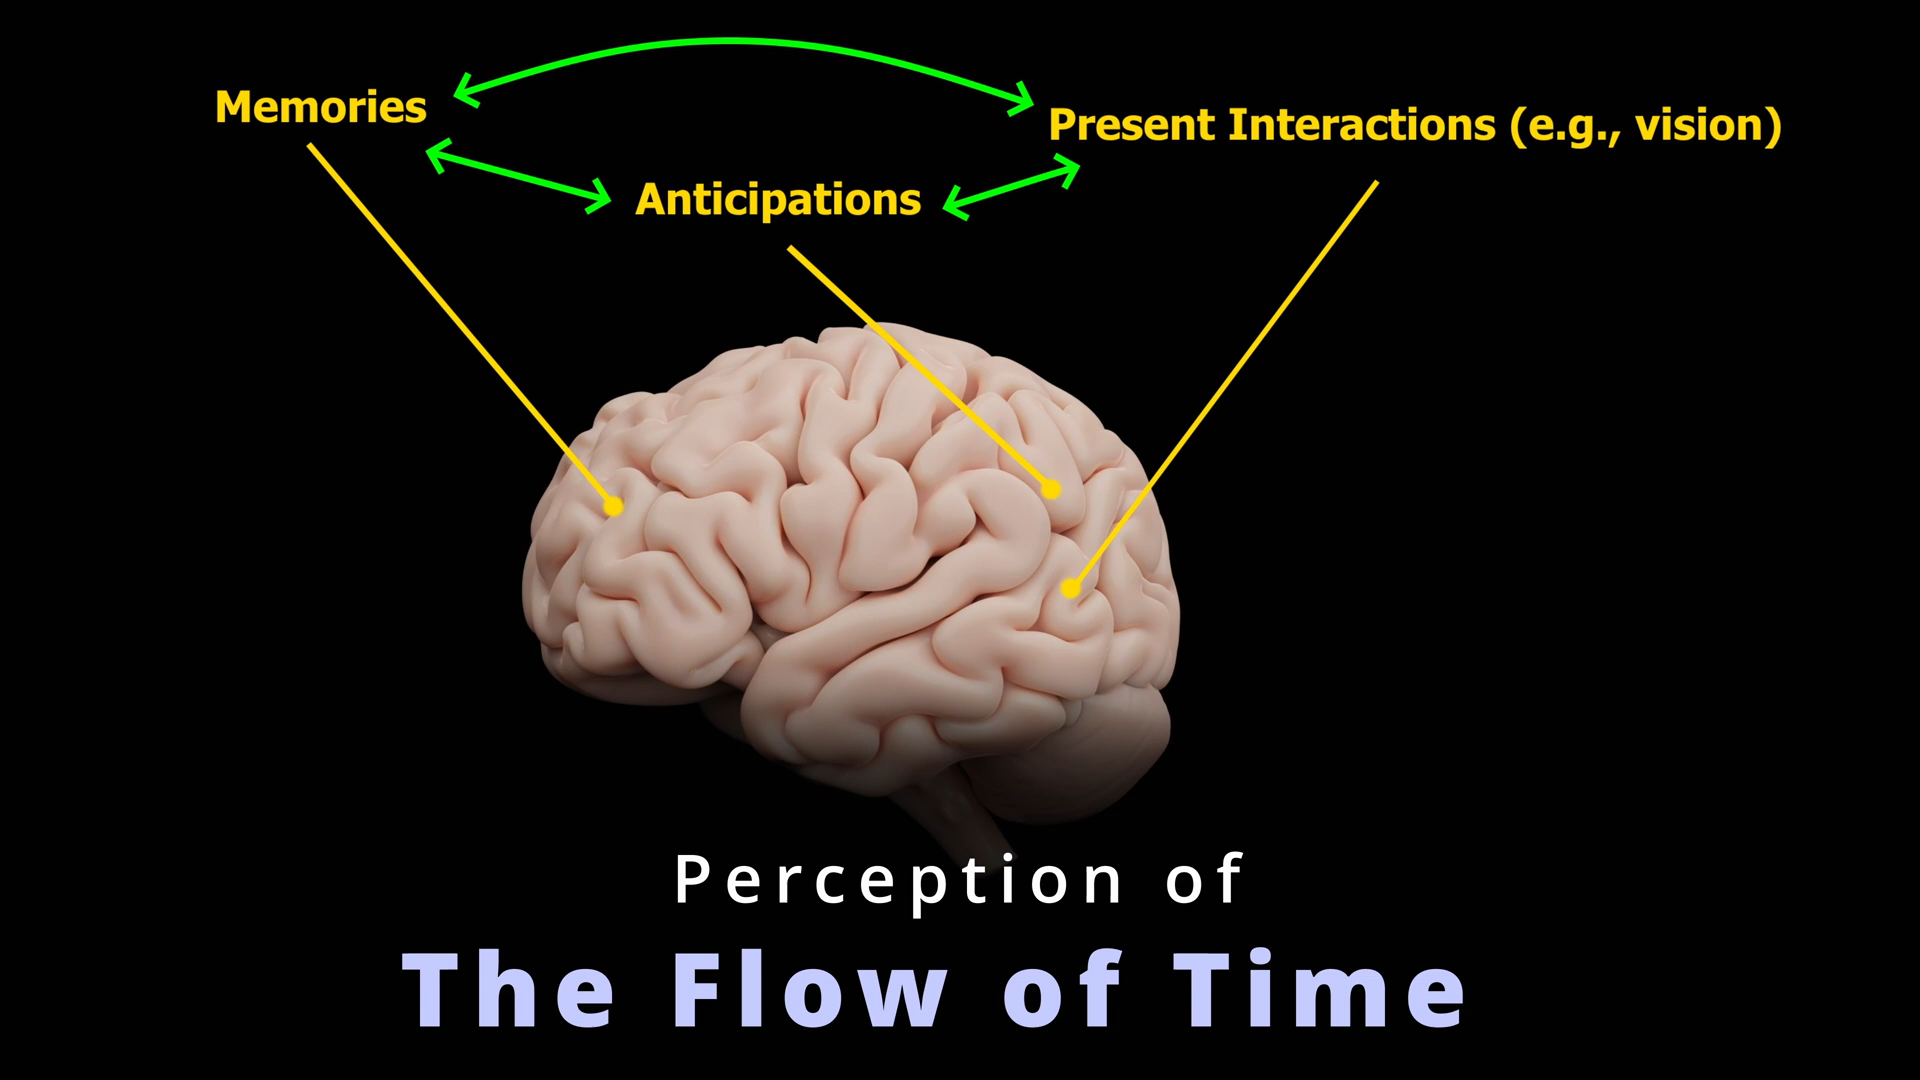 Memories
Present Interactions (e.g., vision)
Anticipations
Perception of
The Flow of Time